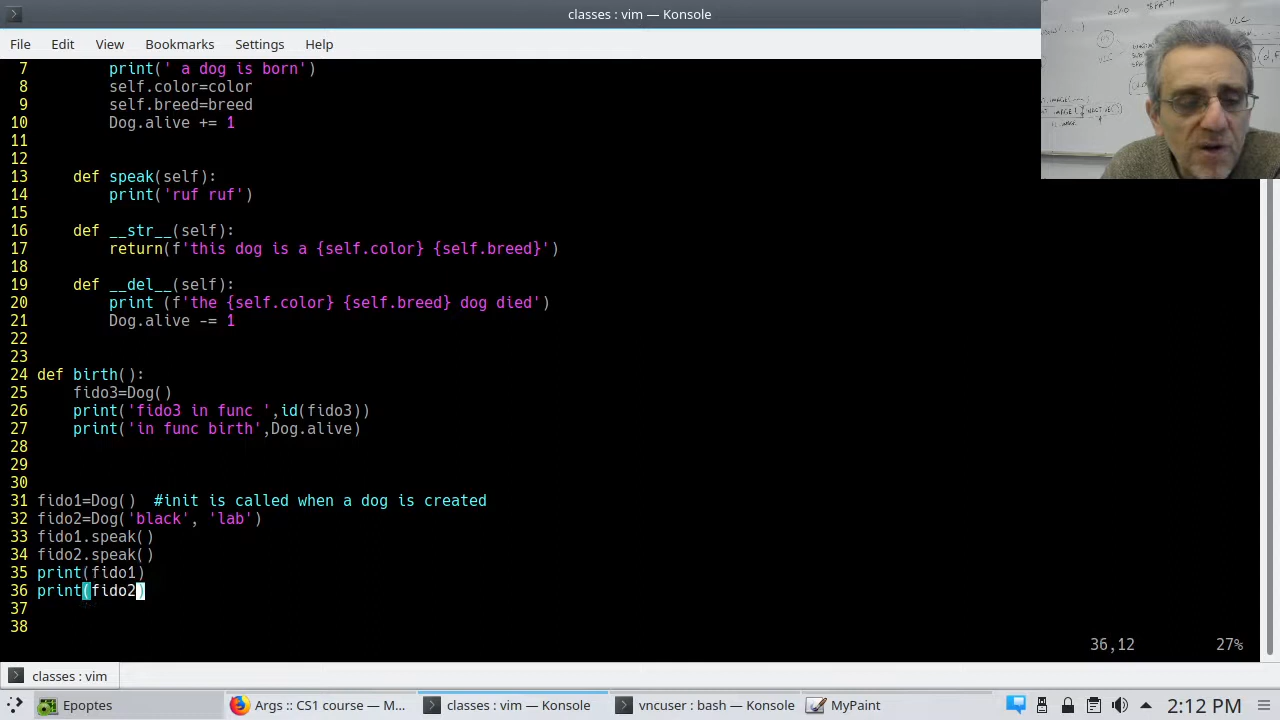 classes : vim — Konsole
File Edit View Bookmarks Settings Help
7         print(' a dog is born')
8         self.color=color
9         self.breed=breed
10         Dog.alive += 1
11
12
13     def speak(self):
14         print('ruf ruf')
15
16     def __str__(self):
17         return(f'this dog is a {self.color} {self.breed}')
18
19     def __del__(self):
20         print (f'the {self.color} {self.breed} dog died')
21         Dog.alive -= 1
22
23
24 def birth():
25     fido3=Dog()
26     print('fido3 in func ',id(fido3))
27     print('in func birth',Dog.alive)
28
29
30
31 fido1=Dog()  #init is called when a dog is created
32 fido2=Dog('black', 'lab')
33 fido1.speak()
34 fido2.speak()
35 print(fido1)
36 print(fido2)
37
38
36,12 27%
classes : vim
Epoptes Args :: CS1 course — M... classes : vim — Konsole vncuser : bash — Konsole MyPaint 2:12 PM